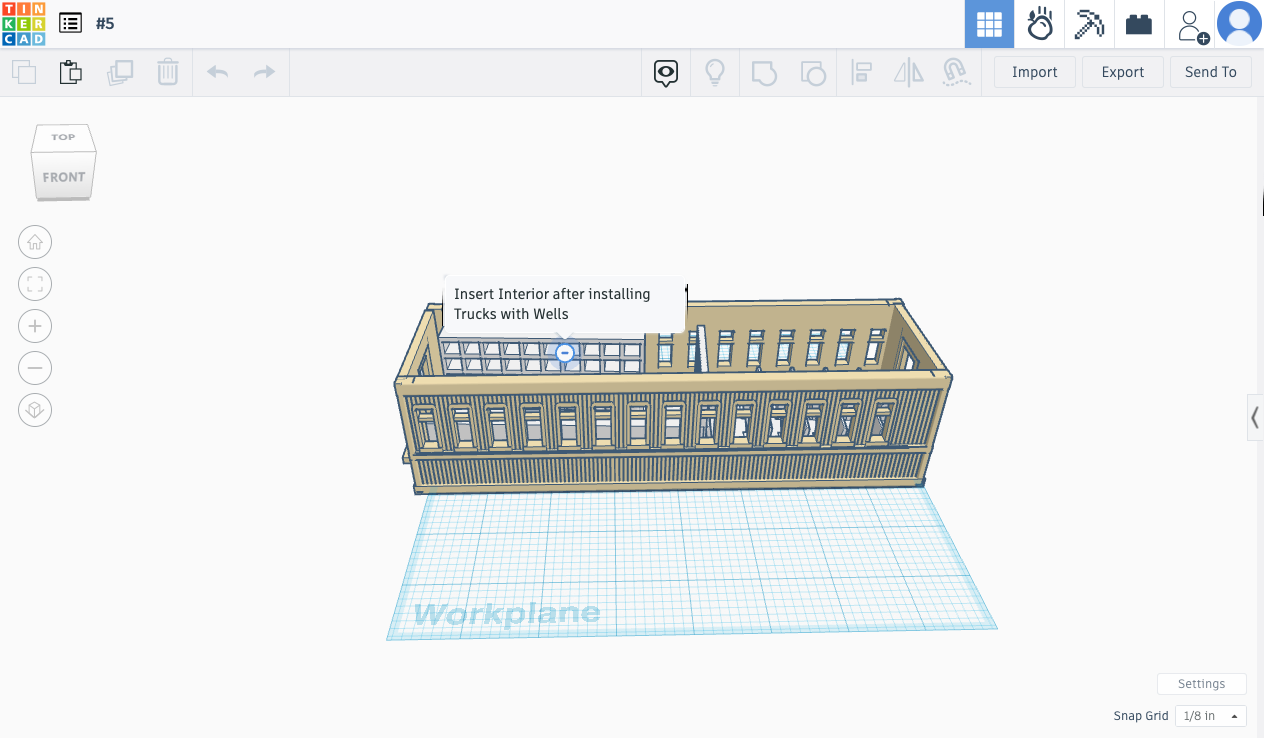 TIN
KER
CAD
#5
Import
Export
Send To
TOP
FRONT
Insert Interior after installing
Trucks with Wells
Workplane
Settings
Snap Grid
1/8 in